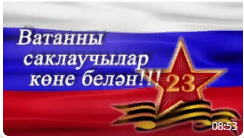 Ватанны
саклаучылар
көне белән!!!
23
08:53